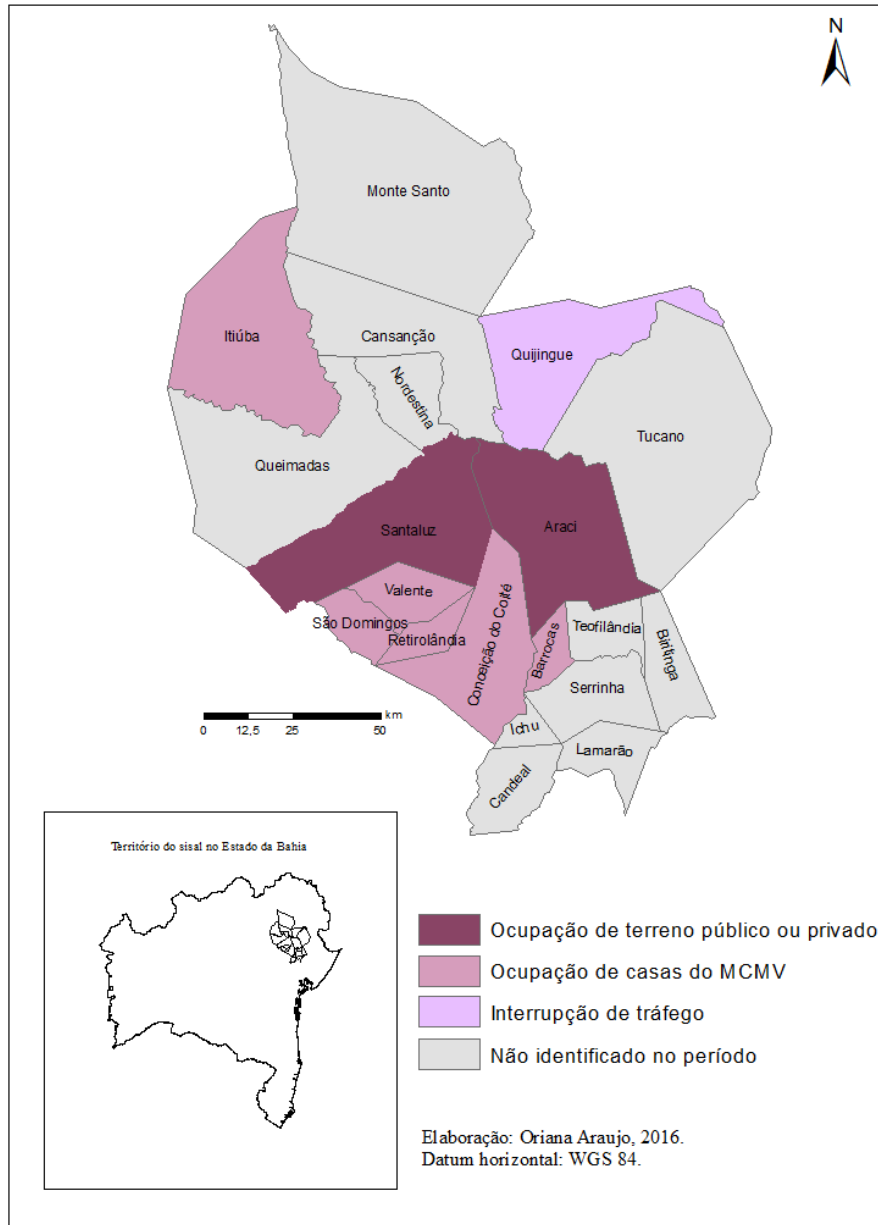 N
Monte Santo
Itiúba
Cansanção
Quijingue
Nordestina
Tucano
Queimadas
Santaluz
Araci
Valente
São Domingos
Retirolândia
Conceição do Coité
Barrocas
Teofilândia
Biritinga
Serrinha
Ichu
Lamarão
Candeal
km
0 12,5 25 50
Território do sisal no Estado da Bahia
Ocupação de terreno público ou privado
Ocupação de casas do MCMV
Interrupção de tráfego
Não identificado no período
Elaboração: Oriana Araujo, 2016.
Datum horizontal: WGS 84.